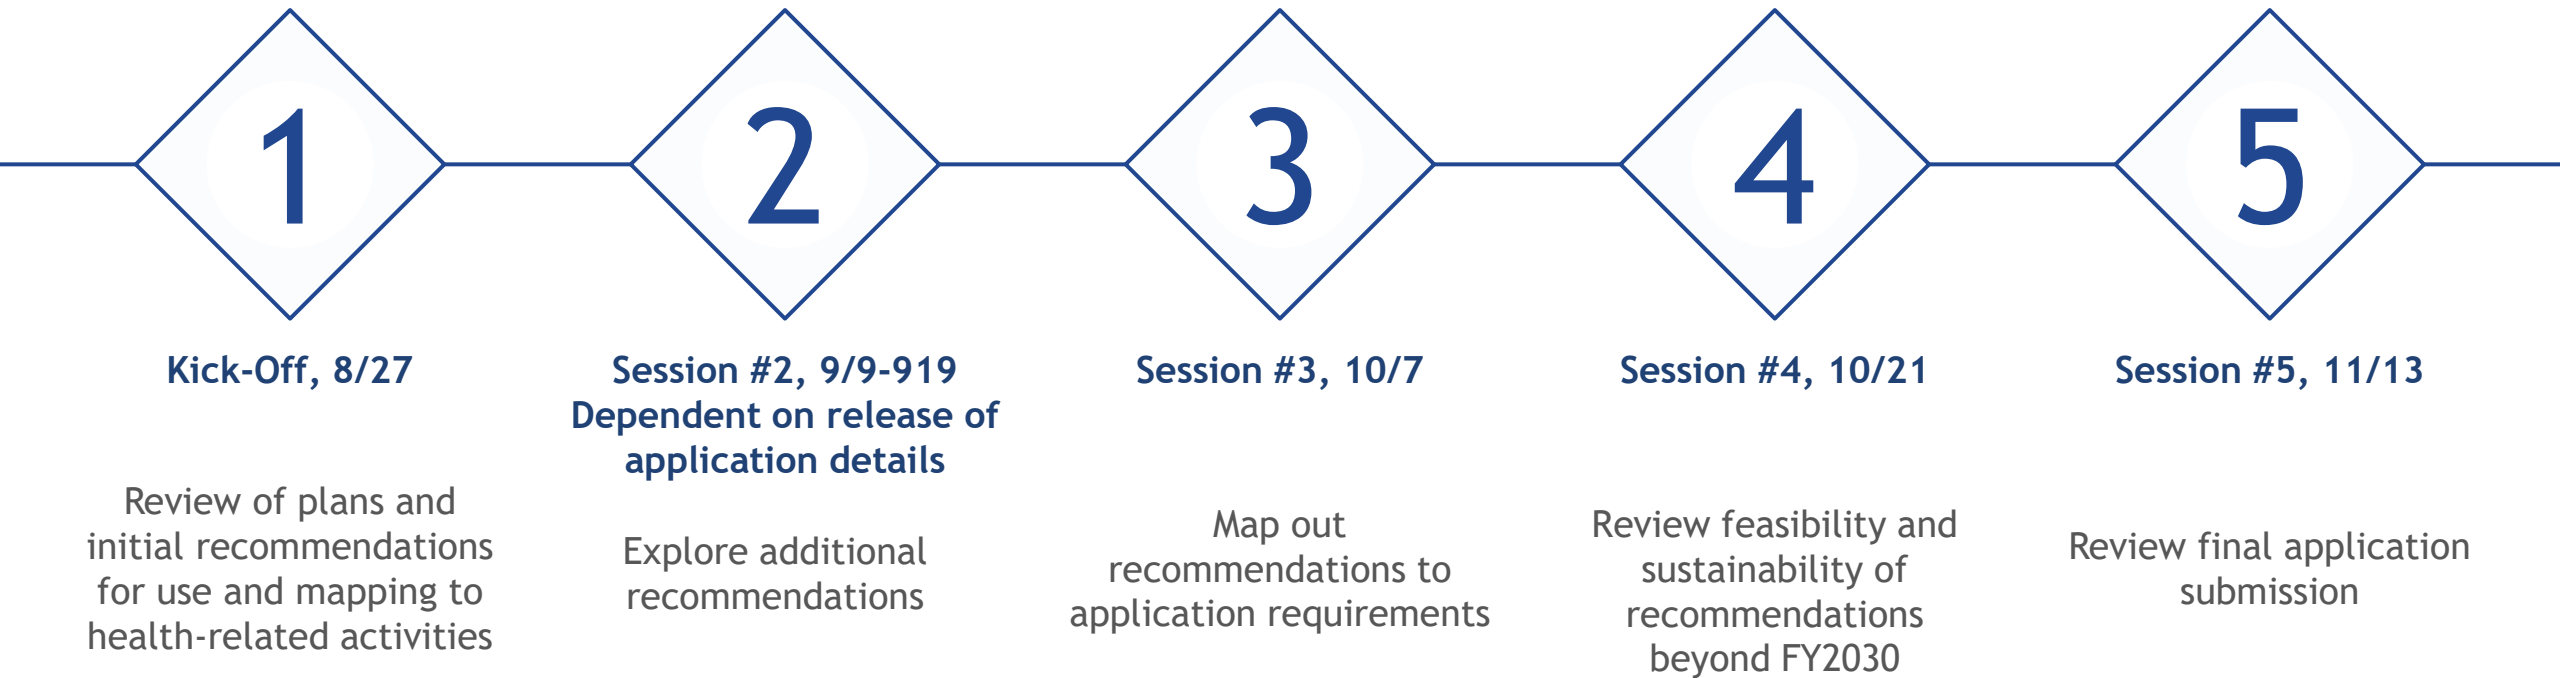 1
Kick-Off, 8/27
Review of plans and
initial recommendations
for use and mapping to
health-related activities
2
Session #2, 9/9-919
Dependent on release of
application details
Explore additional
recommendations
3
Session #3, 10/7
Map out
recommendations to
application requirements
4
Session #4, 10/21
Review feasibility and
sustainability of
recommendations
beyond FY2030
5
Session #5, 11/13
Review final application
submission